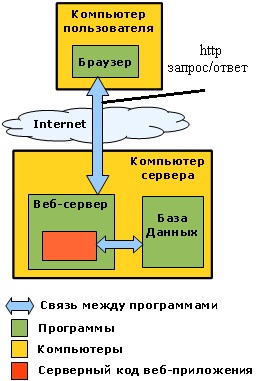 Компьютер
пользователя
Браузер
http
запрос/ответ
Internet
Компьютер
сервера
Веб-сервер
База
Данных
Связь между программами
Программы
Компьютеры
Серверный код веб-приложения